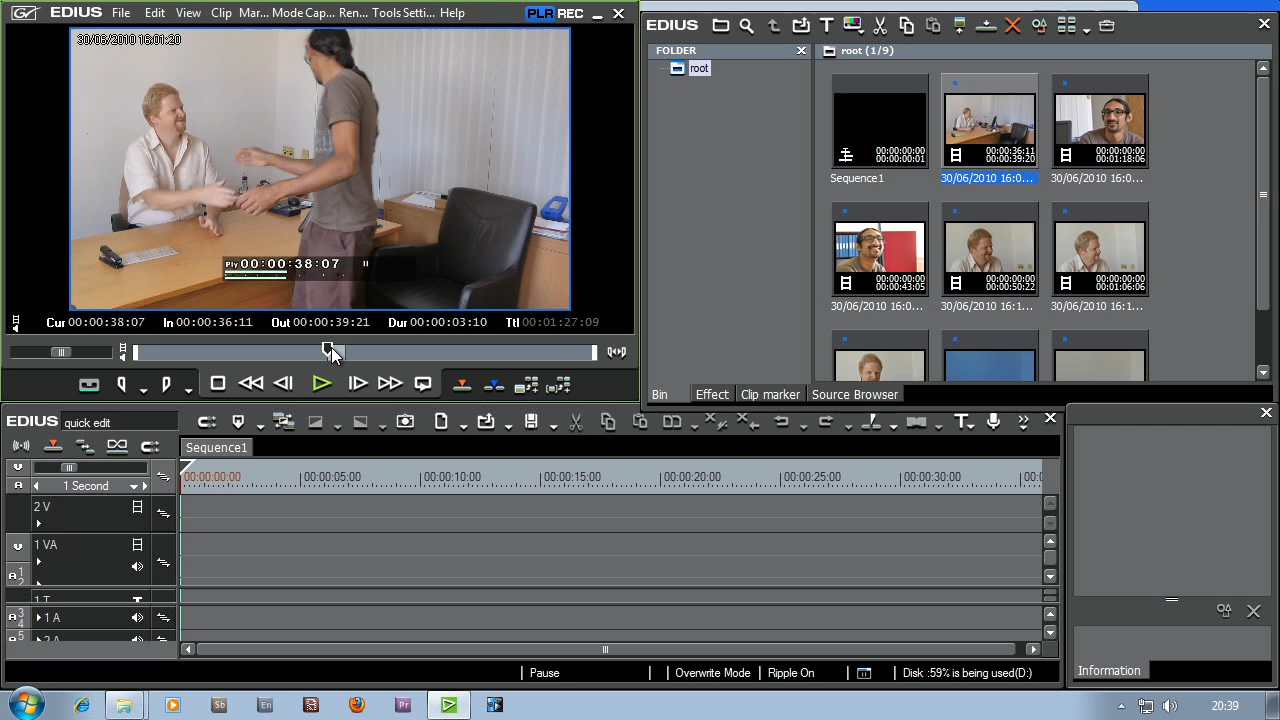 EDIUS File Edit View Clip Mar... Mode Cap... Ren... Tools Setti... Help PLR REC
30/06/2010 16:01:20
Ply 00:00:38:07
Cur 00:00:38:07 In 00:00:36:11 Out 00:00:39:21 Dur 00:00:03:10 Ttl 00:01:27:09
EDIUS
FOLDER
root
root (1/9)
00:00:00:00
00:00:00:01
00:00:36:11
00:00:39:20
00:00:00:00
00:01:18:06
Sequence1
30/06/2010 16:0...
30/06/2010 16:0...
00:00:00:00
00:00:43:05
00:00:00:00
00:00:50:22
00:00:00:00
00:01:06:06
30/06/2010 16:0...
30/06/2010 16:1...
30/06/2010 16:1...
Bin Effect Clip marker Source Browser
EDIUS quick edit
Sequence1
1 Second
00:00:00:00 00:00:05:00 00:00:10:00 00:00:15:00 00:00:20:00 00:00:25:00 00:00:30:00 00:0
2 V
1 VA
1
2
1 T
3
4
1 A
5
2 A
Pause Overwrite Mode Ripple On Disk :59% is being used(D:)
Information
Sb En Pr 20:39